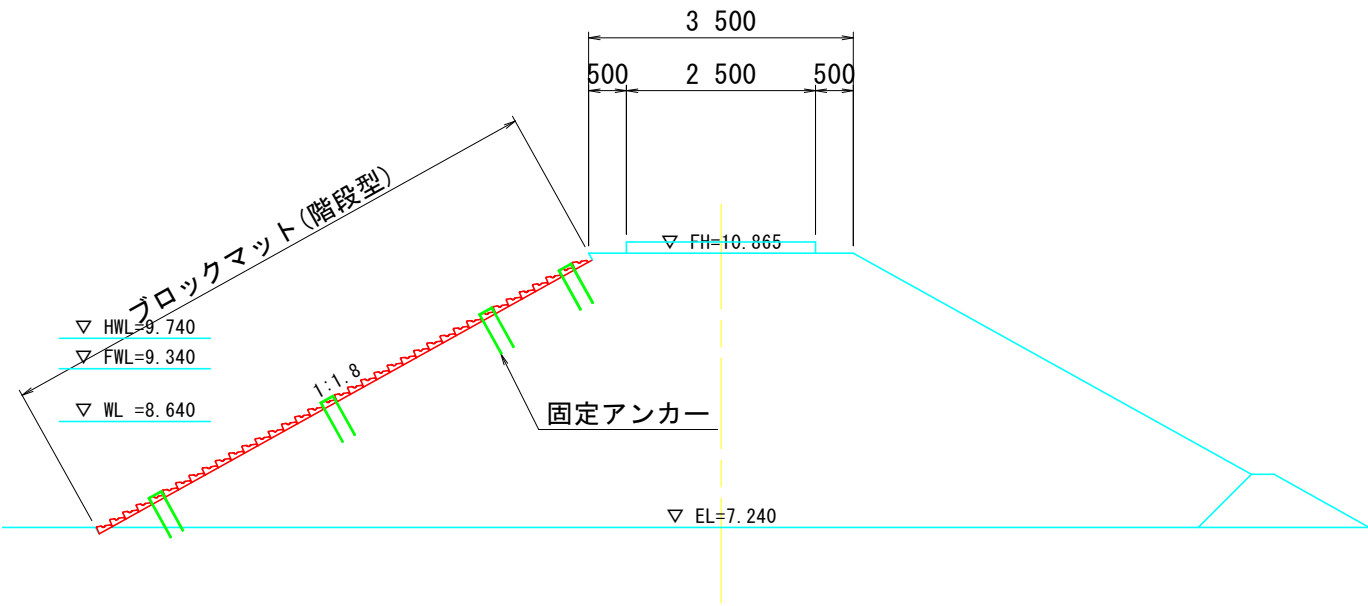 3 500
500 2 500 500
ブロックマット(階段型)
▽ FH=10.865
▽ HWL=9.740
▽ FWL=9.340
1:1.8
▽ WL =8.640
固定アンカー
▽ EL=7.240